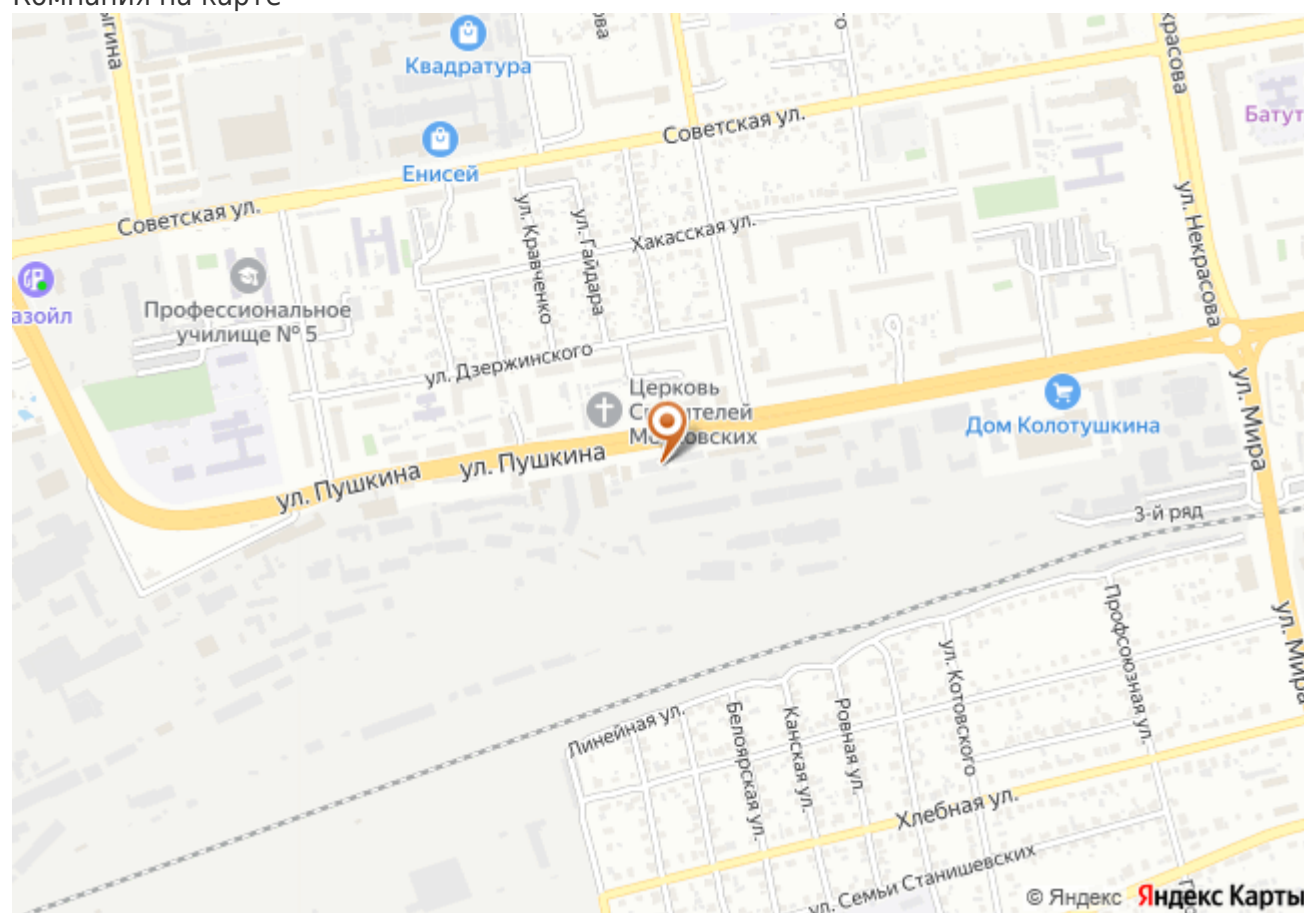 Компания на карте
Квадратура
Советская ул.
Батут
Енисей
Советская ул.
ул. Кравченко
ул. Гайдара
Хакасская ул.
ул. Некрасова
Профессиональное
училище № 5
ул. Дзержинского
Церковь
ул. Мира
Дом Колотушкина
ул. Пушкина
ул. Пушкина
3-й ряд
Профсоюзная ул.
ул. Мира
ул. Котовского
Линейная ул.
Белоярская ул.
Канская ул.
Ровная ул.
Хлебная ул.
ул. Семьи Станишевских
© Яндекс Яндекс Карты